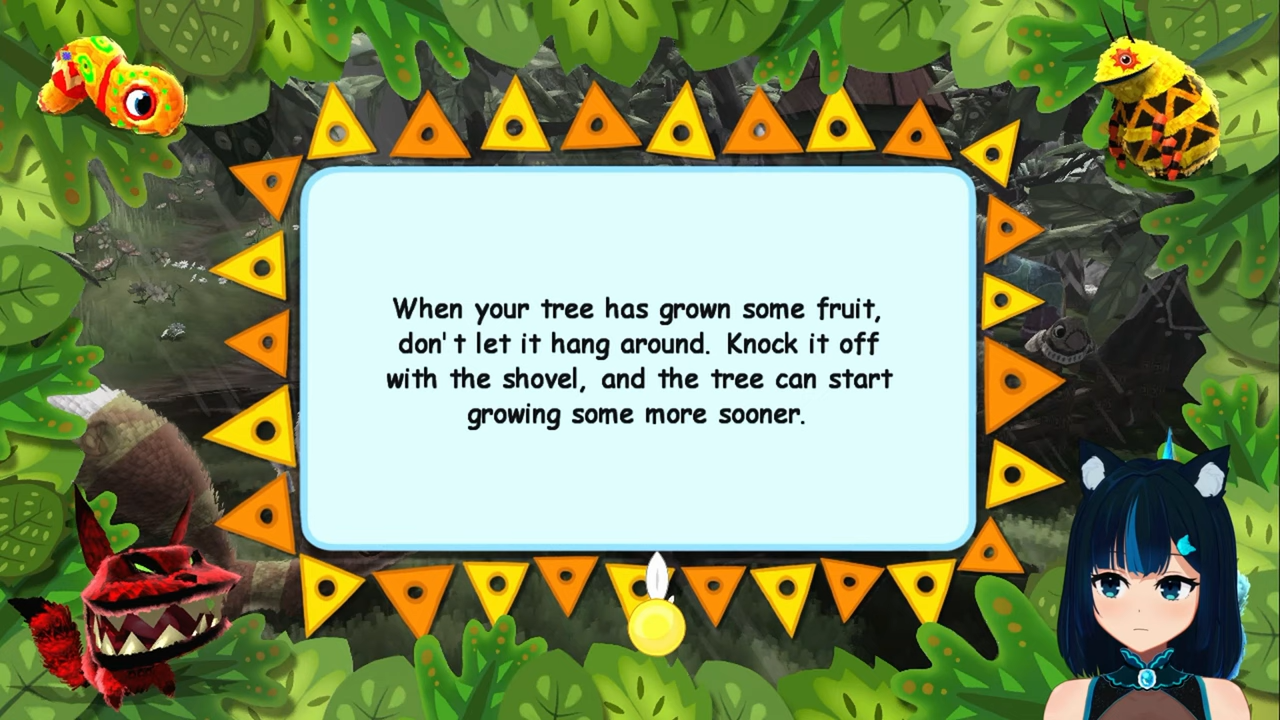 When your tree has grown some fruit,
don't let it hang around. Knock it off
with the shovel, and the tree can start
growing some more sooner.